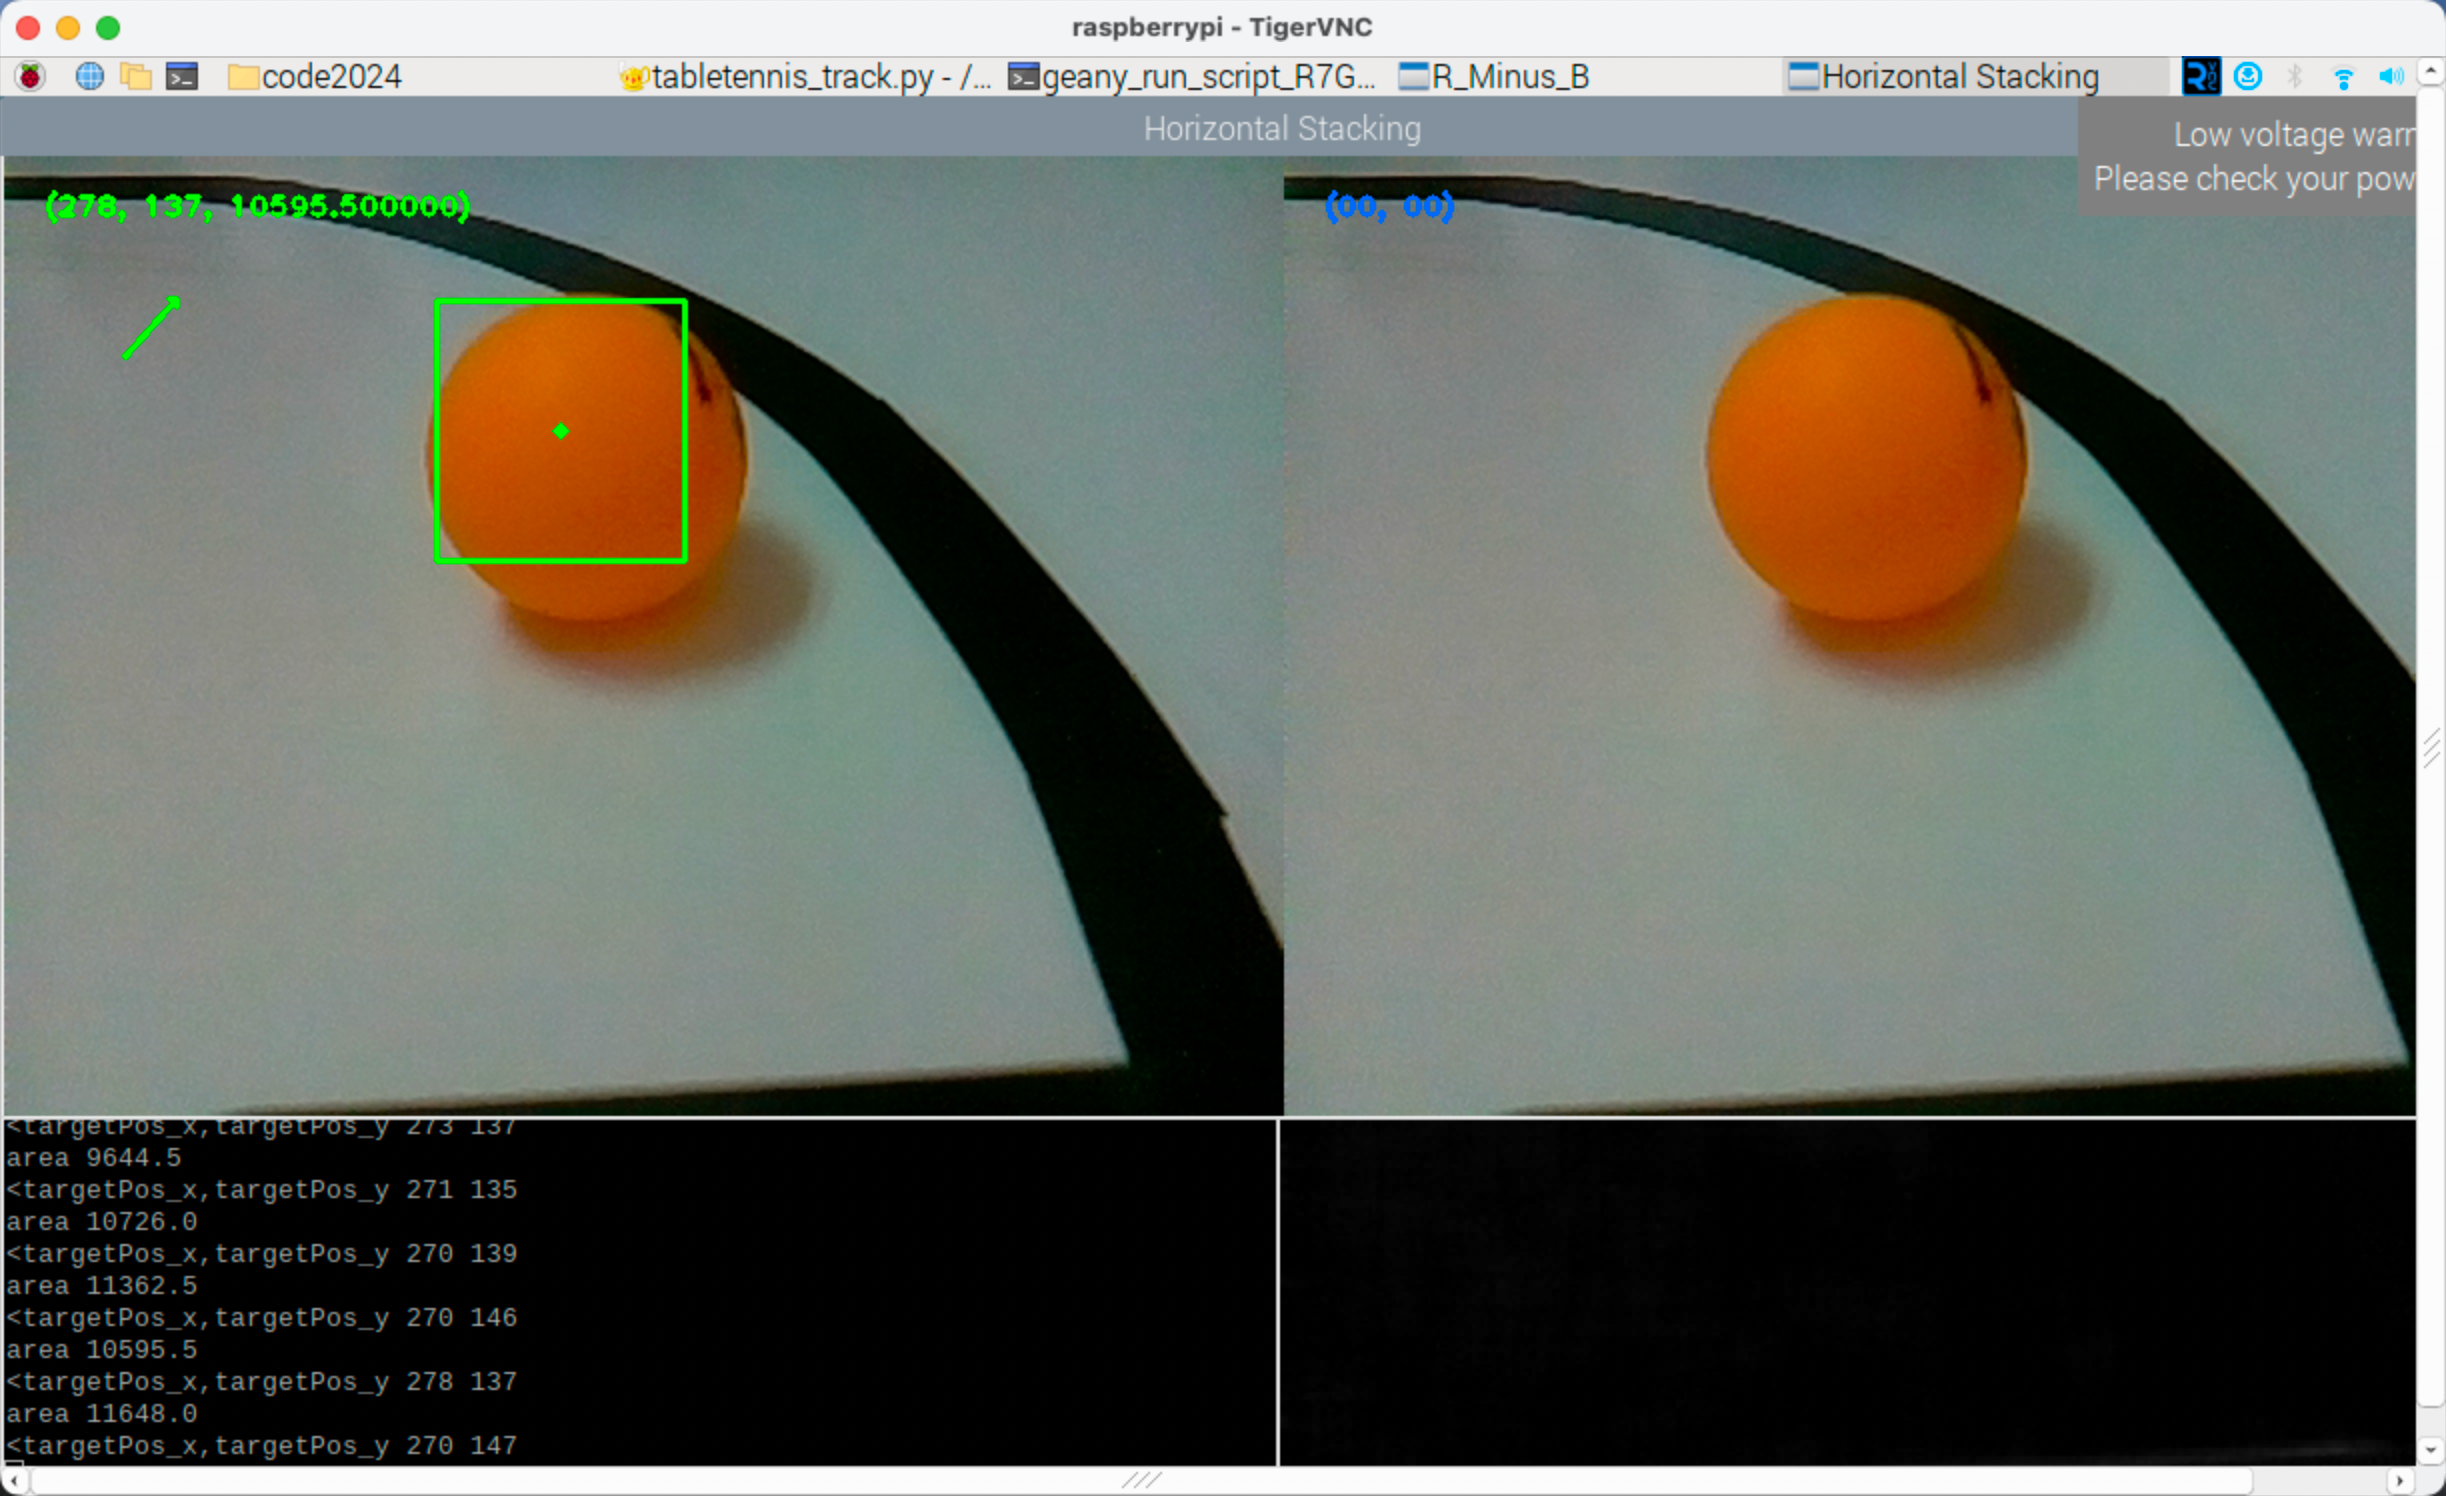 raspberrypi - TigerVNC
code2024
tabletennis_track.py - /...
geany_run_script_R7G...
R_Minus_B
Horizontal Stacking
Horizontal Stacking
Low voltage warn
Please check your pow
(278, 137, 10595.500000)
(00, 00)
<targetPos_x,targetPos_y 273 137
area 9644.5
<targetPos_x,targetPos_y 271 135
area 10726.0
<targetPos_x,targetPos_y 270 139
area 11362.5
<targetPos_x,targetPos_y 270 146
area 10595.5
<targetPos_x,targetPos_y 278 137
area 11648.0
<targetPos_x,targetPos_y 270 147